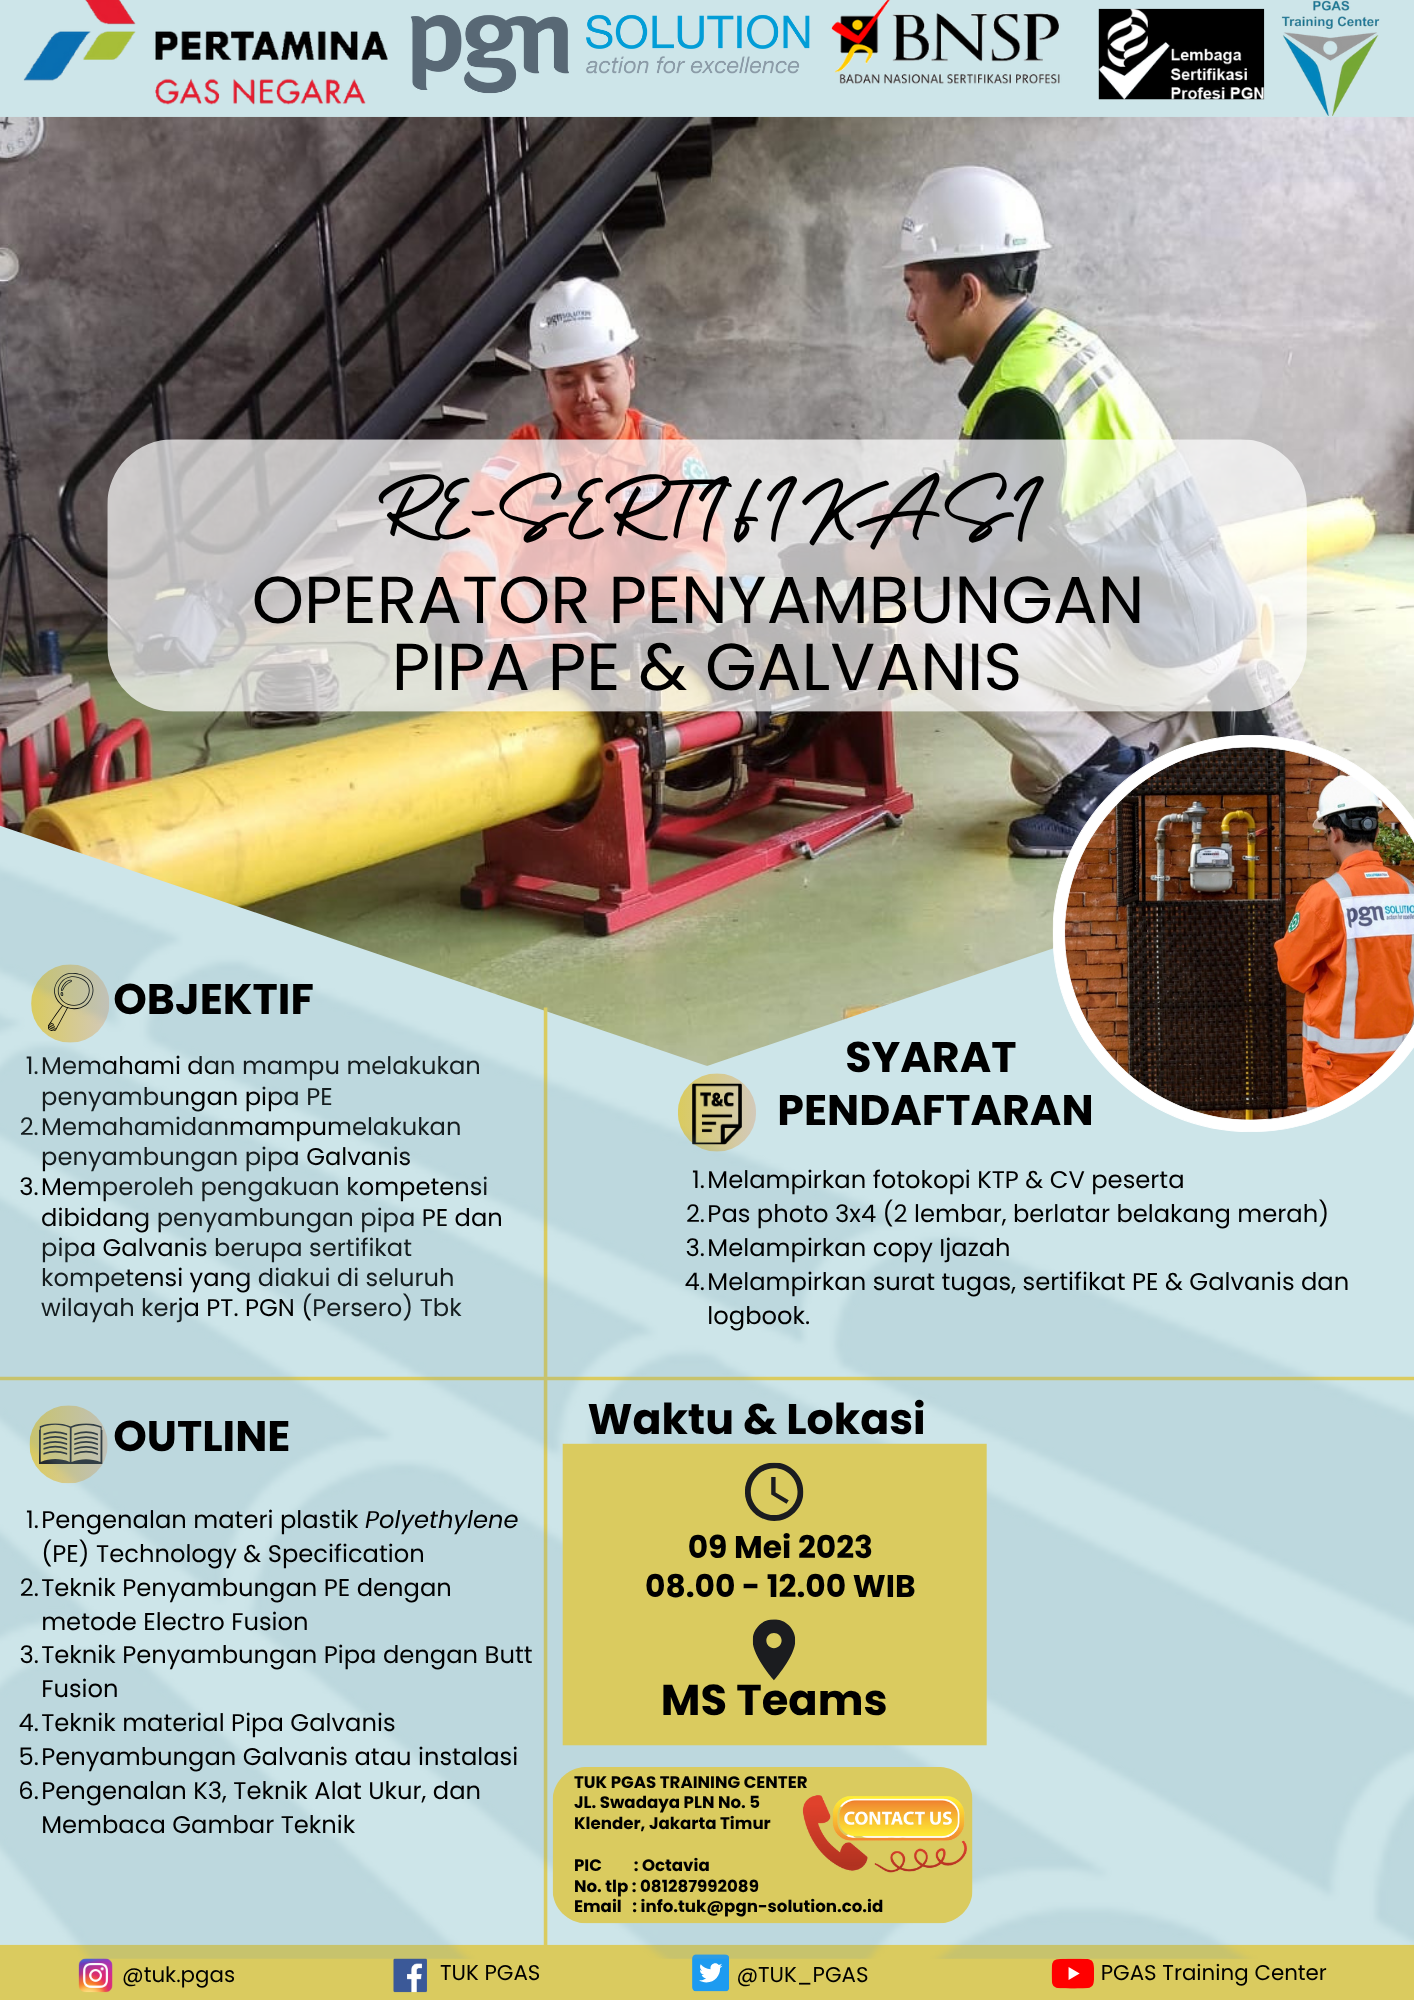 PERTAMINA
GAS NEGARA
pgn SOLUTION
action for excellence
BNSP
BADAN NASIONAL SERTIFIKASI PROFESI
Lembaga
Sertifikasi
Profesi PGN
PGAS
Training Center
RE-SERTIFIKASI
OPERATOR PENYAMBUNGAN
PIPA PE & GALVANIS
pgn SOLUTION
OBJEKTIF
1. Memahami dan mampu melakukan
penyambungan pipa PE
2. Memahamidanmampumelakukan
penyambungan pipa Galvanis
3. Memperoleh pengakuan kompetensi
dibidang penyambungan pipa PE dan
pipa Galvanis berupa sertifikat
kompetensi yang diakui di seluruh
wilayah kerja PT. PGN (Persero) Tbk
T&C
SYARAT
PENDAFTARAN
1. Melampirkan fotokopi KTP & CV peserta
2. Pas photo 3x4 (2 lembar, berlatar belakang merah)
3. Melampirkan copy Ijazah
4. Melampirkan surat tugas, sertifikat PE & Galvanis dan
logbook.
OUTLINE
1. Pengenalan materi plastik Polyethylene
(PE) Technology & Specification
2. Teknik Penyambungan PE dengan
metode Electro Fusion
3. Teknik Penyambungan Pipa dengan Butt
Fusion
4. Teknik material Pipa Galvanis
5. Penyambungan Galvanis atau instalasi
6. Pengenalan K3, Teknik Alat Ukur, dan
Membaca Gambar Teknik
Waktu & Lokasi
09 Mei 2023
08.00 - 12.00 WIB
MS Teams
TUK PGAS TRAINING CENTER
JL. Swadaya PLN No. 5
Klender, Jakarta Timur
PIC : Octavia
No. tlp : 081287992089
Email : info.tuk@pgn-solution.co.id
CONTACT US
@tuk.pgas
TUK PGAS
@TUK_PGAS
PGAS Training Center